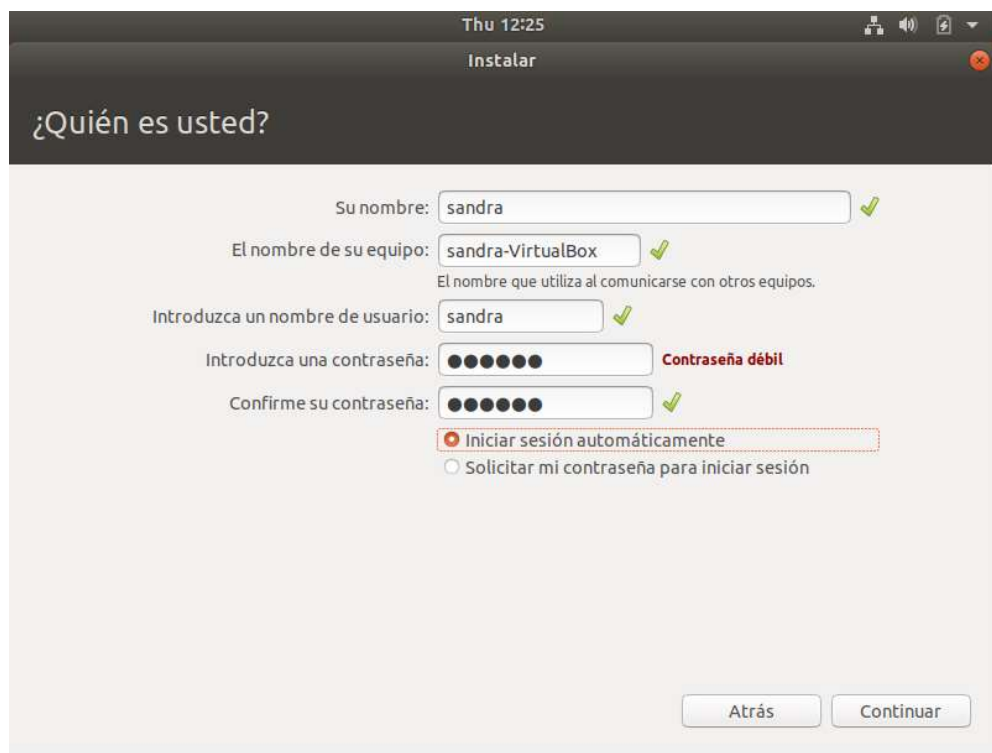 Thu 12:25
Instalar
¿Quién es usted?
Su nombre: sandra
El nombre de su equipo: sandra-VirtualBox
El nombre que utiliza al comunicarse con otros equipos.
Introduzca un nombre de usuario: sandra
Introduzca una contraseña: ●●●●●● Contraseña débil
Confirme su contraseña: ●●●●●●
Iniciar sesión automáticamente
Solicitar mi contraseña para iniciar sesión
Atrás Continuar